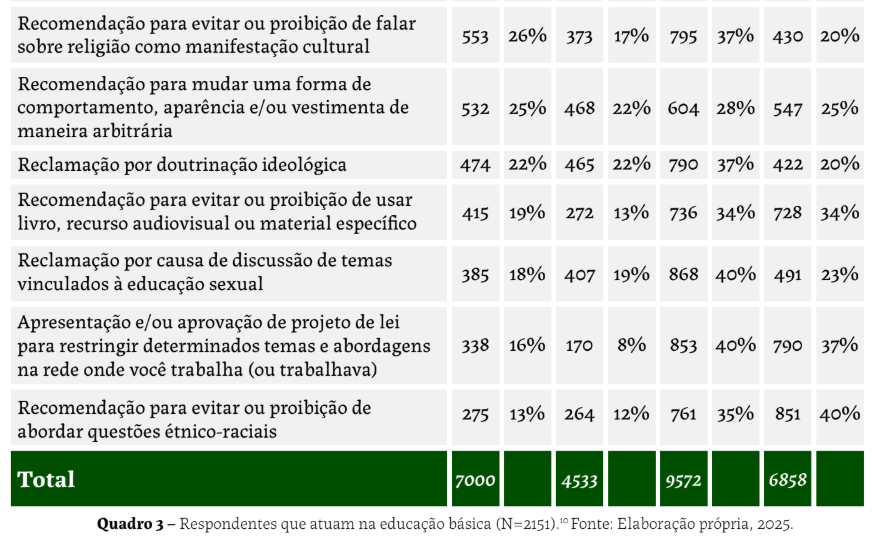 Recomendação para evitar ou proibição de falar
sobre religião como manifestação cultural
553 26% 373 17% 795 37% 430 20%
Recomendação para mudar uma forma de
comportamento, aparência e/ou vestimenta de
maneira arbitrária
532 25% 468 22% 604 28% 547 25%
Reclamação por doutrinação ideológica
474 22% 465 22% 790 37% 422 20%
Recomendação para evitar ou proibição de usar
livro, recurso audiovisual ou material específico
415 19% 272 13% 736 34% 728 34%
Reclamação por causa de discussão de temas
vinculados à educação sexual
385 18% 407 19% 868 40% 491 23%
Apresentação e/ou aprovação de projeto de lei
para restringir determinados temas e abordagens
na rede onde você trabalha (ou trabalhava)
338 16% 170 8% 853 40% 790 37%
Recomendação para evitar ou proibição de
abordar questões étnico-raciais
275 13% 264 12% 761 35% 851 40%
Total 7000 4533 9572 6858
Quadro 3 – Respondentes que atuam na educação básica (N=2151).¹⁰ Fonte: Elaboração própria, 2025.